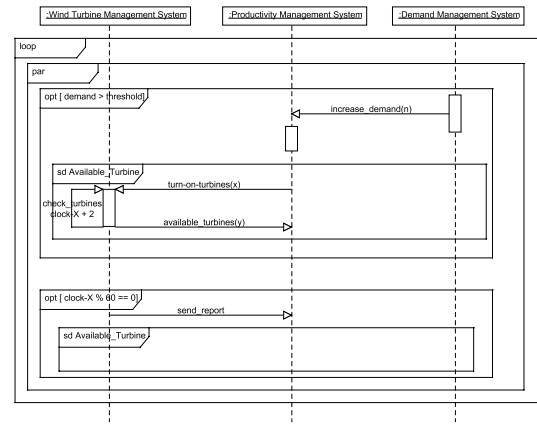 :Wind Turbine Management System
:Productivity Management System
:Demand Management System
loop
par
opt [ demand > threshold]
increase_demand(n)
sd Available_Turbine
turn-on-turbines(x)
check_turbines
clock-X + 2
available_turbines(y)
opt [ clock-X % 60 == 0]
send_report
sd Available_Turbine